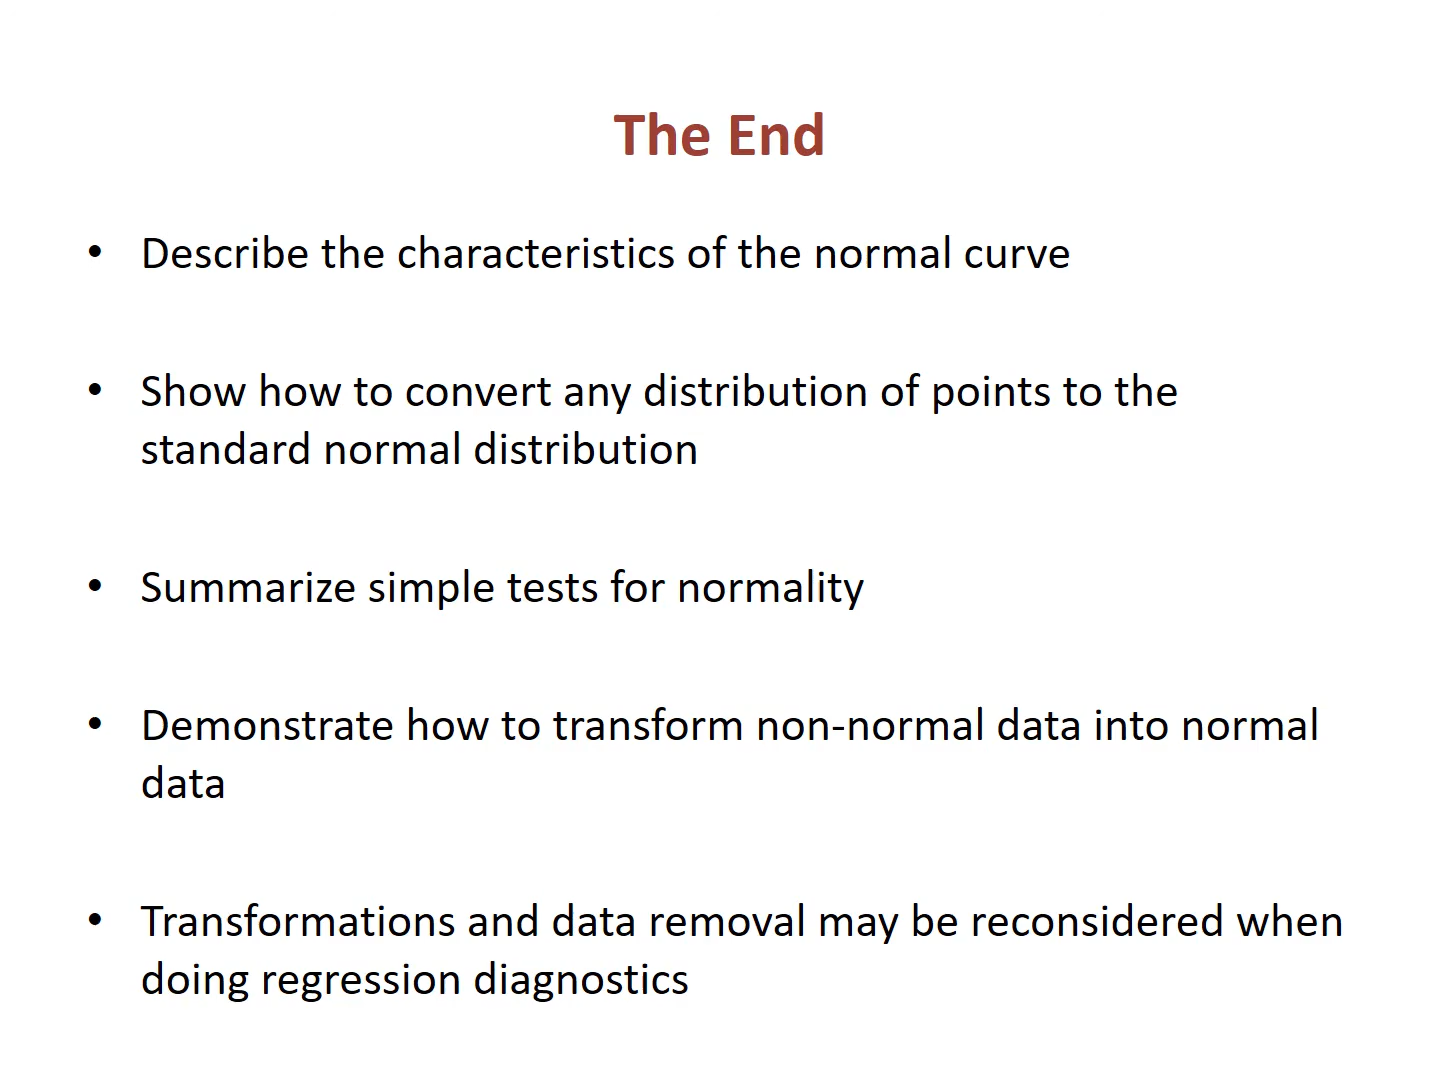 The End
• Describe the characteristics of the normal curve
• Show how to convert any distribution of points to the
standard normal distribution
• Summarize simple tests for normality
• Demonstrate how to transform non-normal data into normal
data
• Transformations and data removal may be reconsidered when
doing regression diagnostics